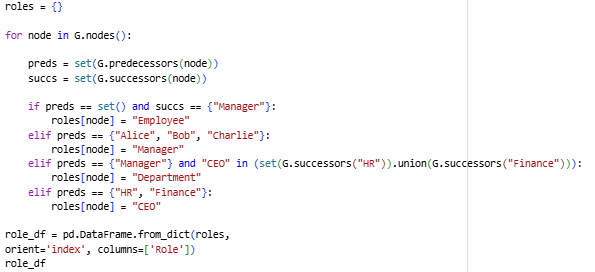 roles = {}
for node in G.nodes():
preds = set(G.predecessors(node))
succs = set(G.successors(node))
if preds == set() and succs == {"Manager"}:
roles[node] = "Employee"
elif preds == {"Alice", "Bob", "Charlie"}:
roles[node] = "Manager"
elif preds == {"Manager"} and "CEO" in (set(G.successors("HR")).union(G.successors("Finance"))):
roles[node] = "Department"
elif preds == {"HR", "Finance"}:
roles[node] = "CEO"
role_df = pd.DataFrame.from_dict(roles,
orient='index', columns=['Role'])
role_df